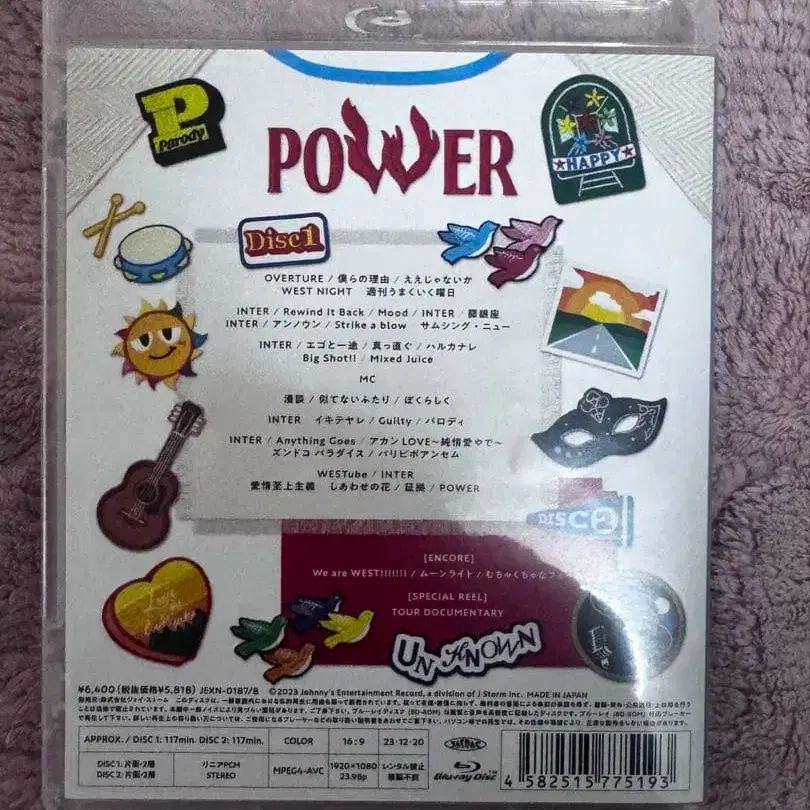 P
Parody
POWER
★HAPPY★
Disc1
OVERTURE / 僕らの理由 / ええじゃないか
WEST NIGHT 週刊うまくいく曜日
INTER / Rewind It Back / Mood / INTER / 膝銀座
INTER / アンノウン / Strike a blow サムシング・ニュー
INTER / エゴと一途 / 真っ直ぐ / ハルカナレ
Big Shot!! / Mixed Juice
MC
漫談 / 似てないふたり / ぼくらしく
INTER イキテヤレ / Guilty / パロディ
INTER / Anything Goes / アカンLOVE〜純情愛やで〜
ズンドコ パラダイス / パリピポアンセム
WESTube / INTER
愛情至上主義 しあわせの花 / 証拠 / POWER
DISC2
[ENCORE]
We are WEST!!!!!!! / ムーンライト / むちゃくちゃなフォ
[SPECIAL REEL]
TOUR DOCUMENTARY
UNKNOWN
¥6,400 (税抜価格¥5,818) JEXN-0187/B ©2023 Johnny's Entertainment Record, a division of J Storm Inc. MADE IN JAPAN
APPROX. / DISC 1: 117min. DISC 2: 117min. COLOR 16:9 23-12-20
DISC 1: 片面・2層
DISC 2: 片面・2層
リニアPCM
STEREO
MPEG4-AVC
1920×1080
23.98p
レンタル禁止
複製不能
JASRAC
Blu-ray Disc
4 582515 775193